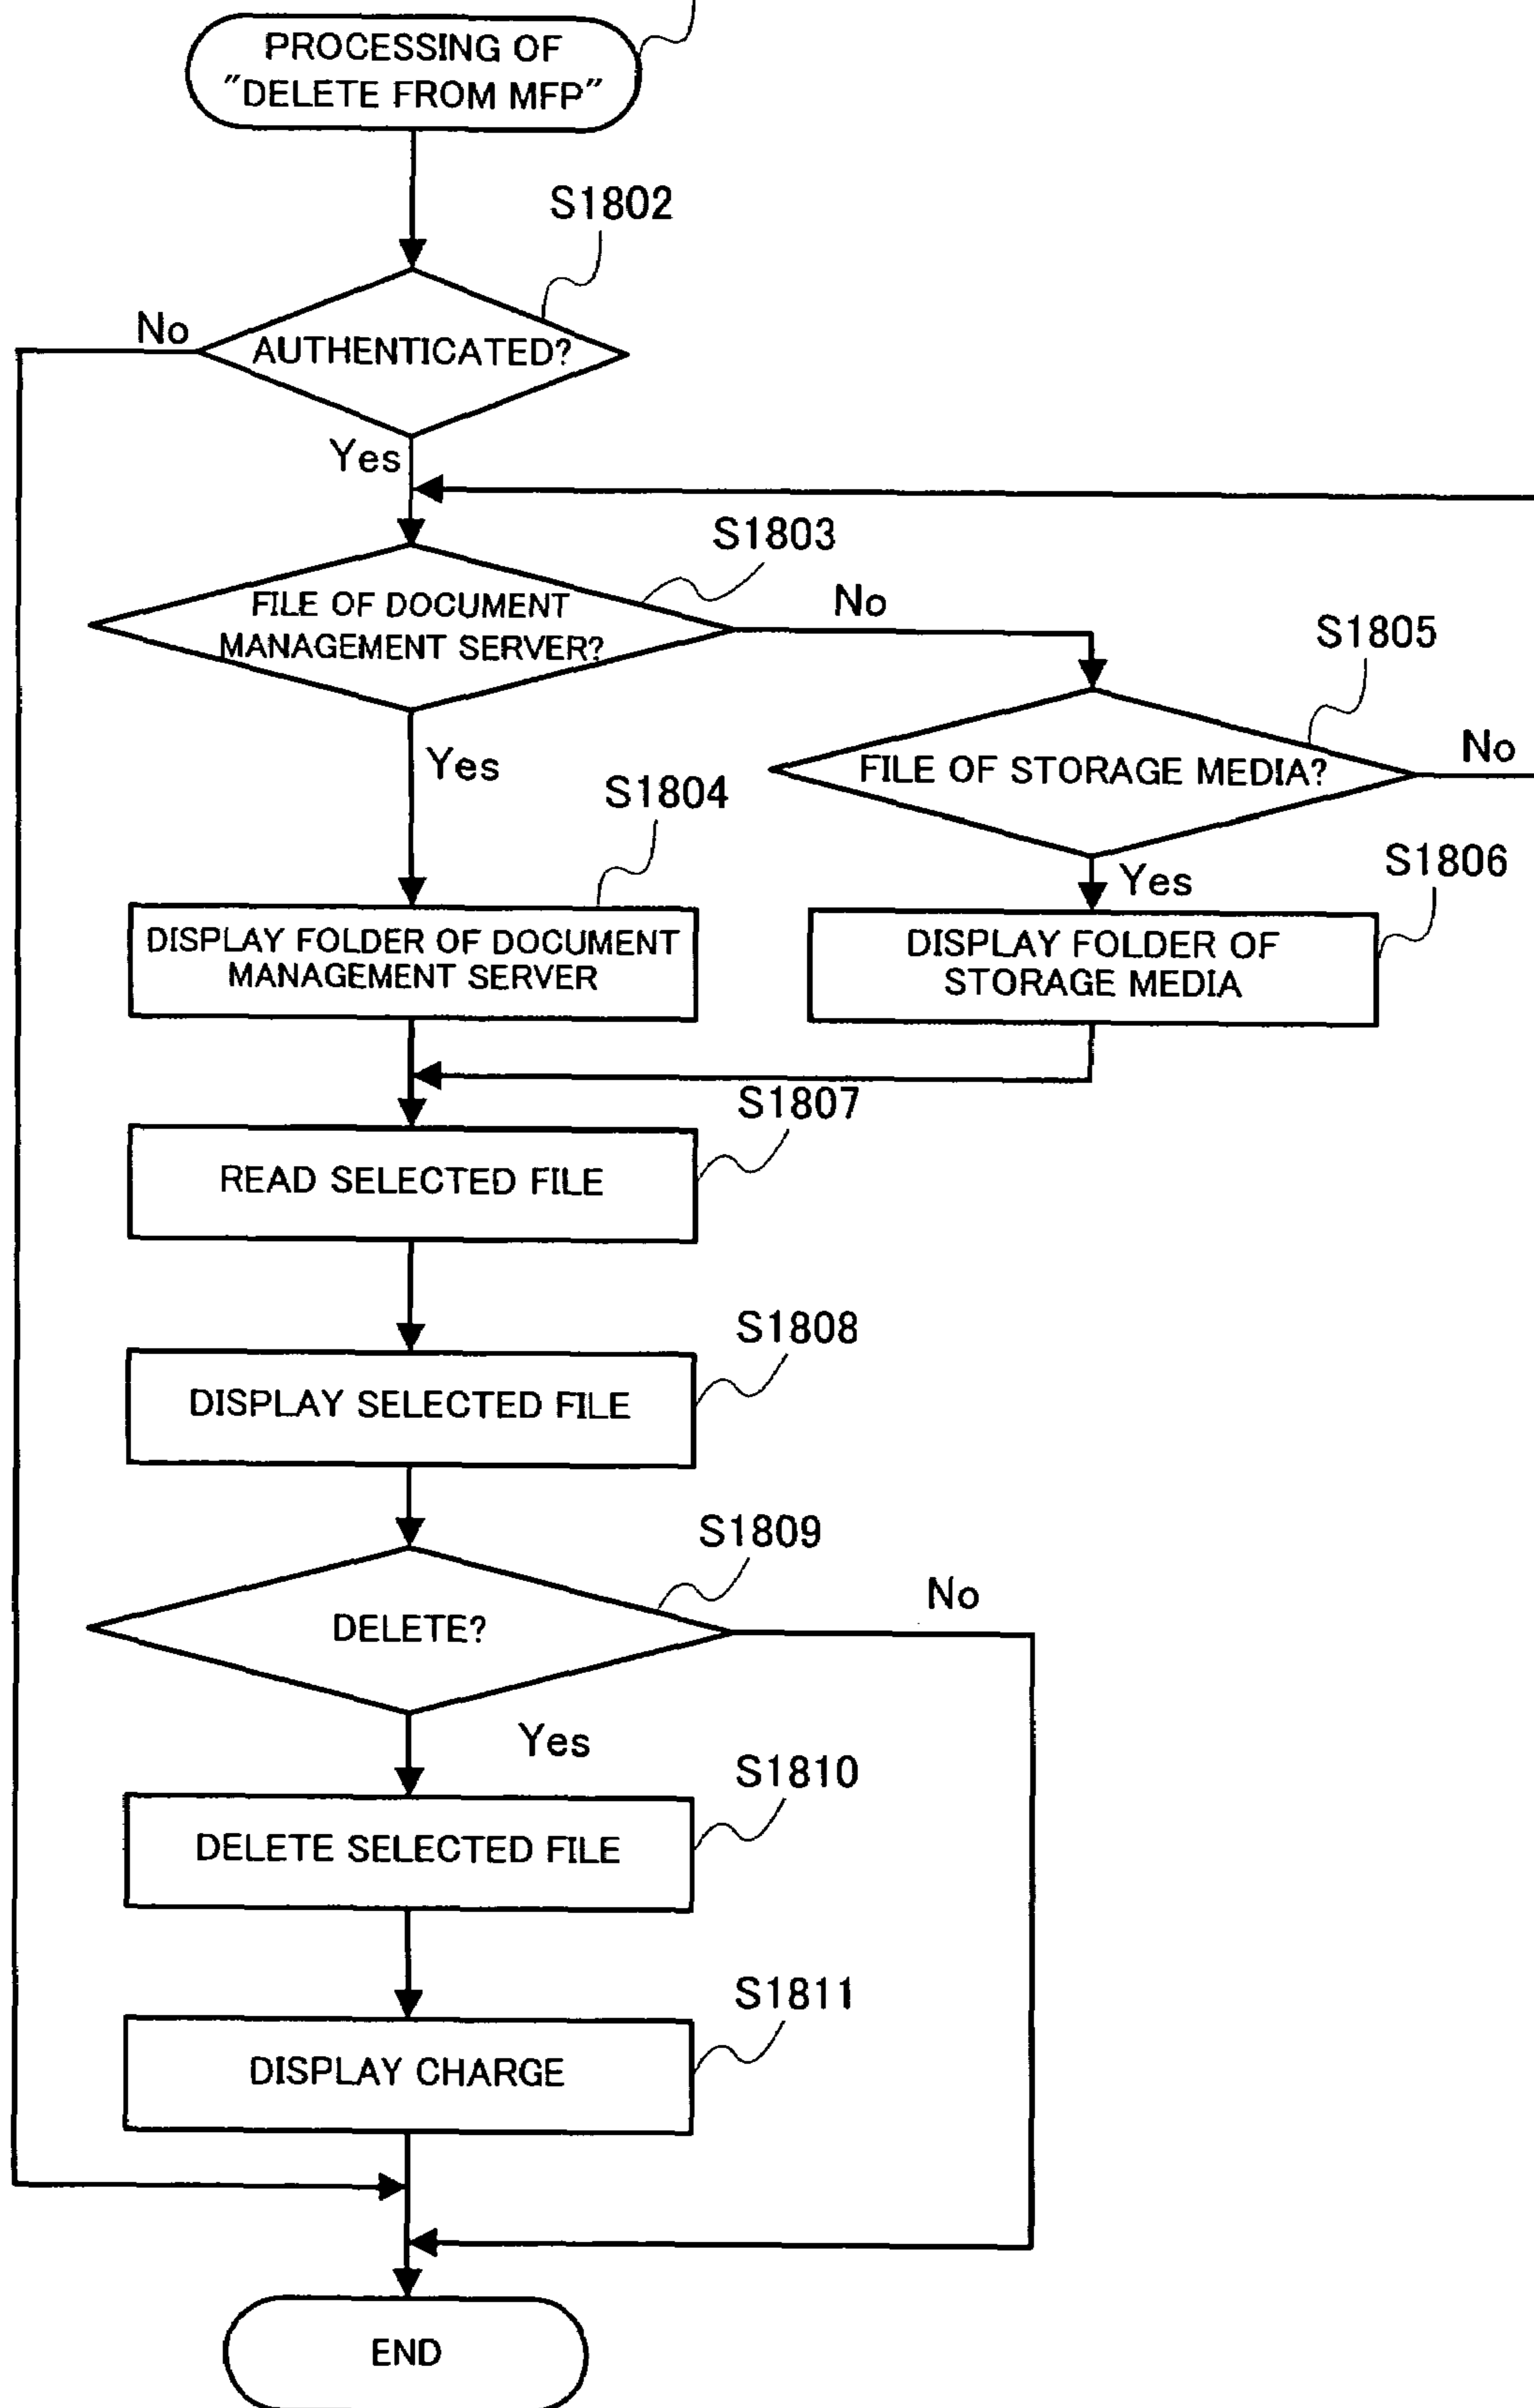 PROCESSING OF
"DELETE FROM MFP"
S1802
No
AUTHENTICATED?
Yes
S1803
FILE OF DOCUMENT
MANAGEMENT SERVER?
No
S1805
Yes
FILE OF STORAGE MEDIA?
No
S1804
S1806
Yes
DISPLAY FOLDER OF DOCUMENT
MANAGEMENT SERVER
DISPLAY FOLDER OF
STORAGE MEDIA
S1807
READ SELECTED FILE
S1808
DISPLAY SELECTED FILE
S1809
No
DELETE?
Yes
S1810
DELETE SELECTED FILE
S1811
DISPLAY CHARGE
END